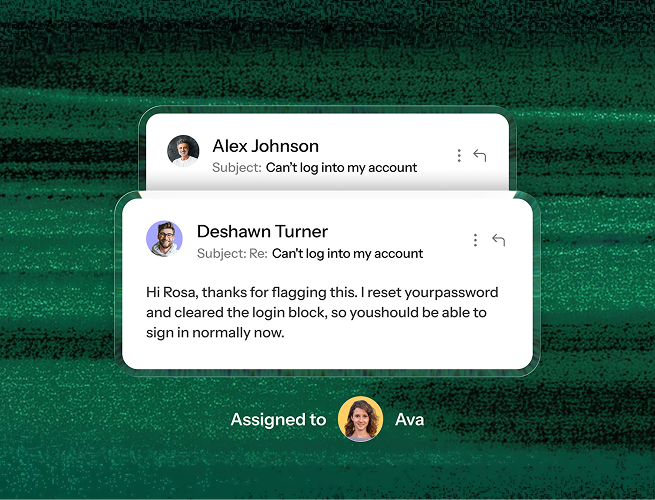 Alex Johnson
Subject: Can't log into my account
Deshawn Turner
Subject: Re: Can't log into my account
Hi Rosa, thanks for flagging this. I reset yourpassword
and cleared the login block, so youshould be able to
sign in normally now.
Assigned to Ava